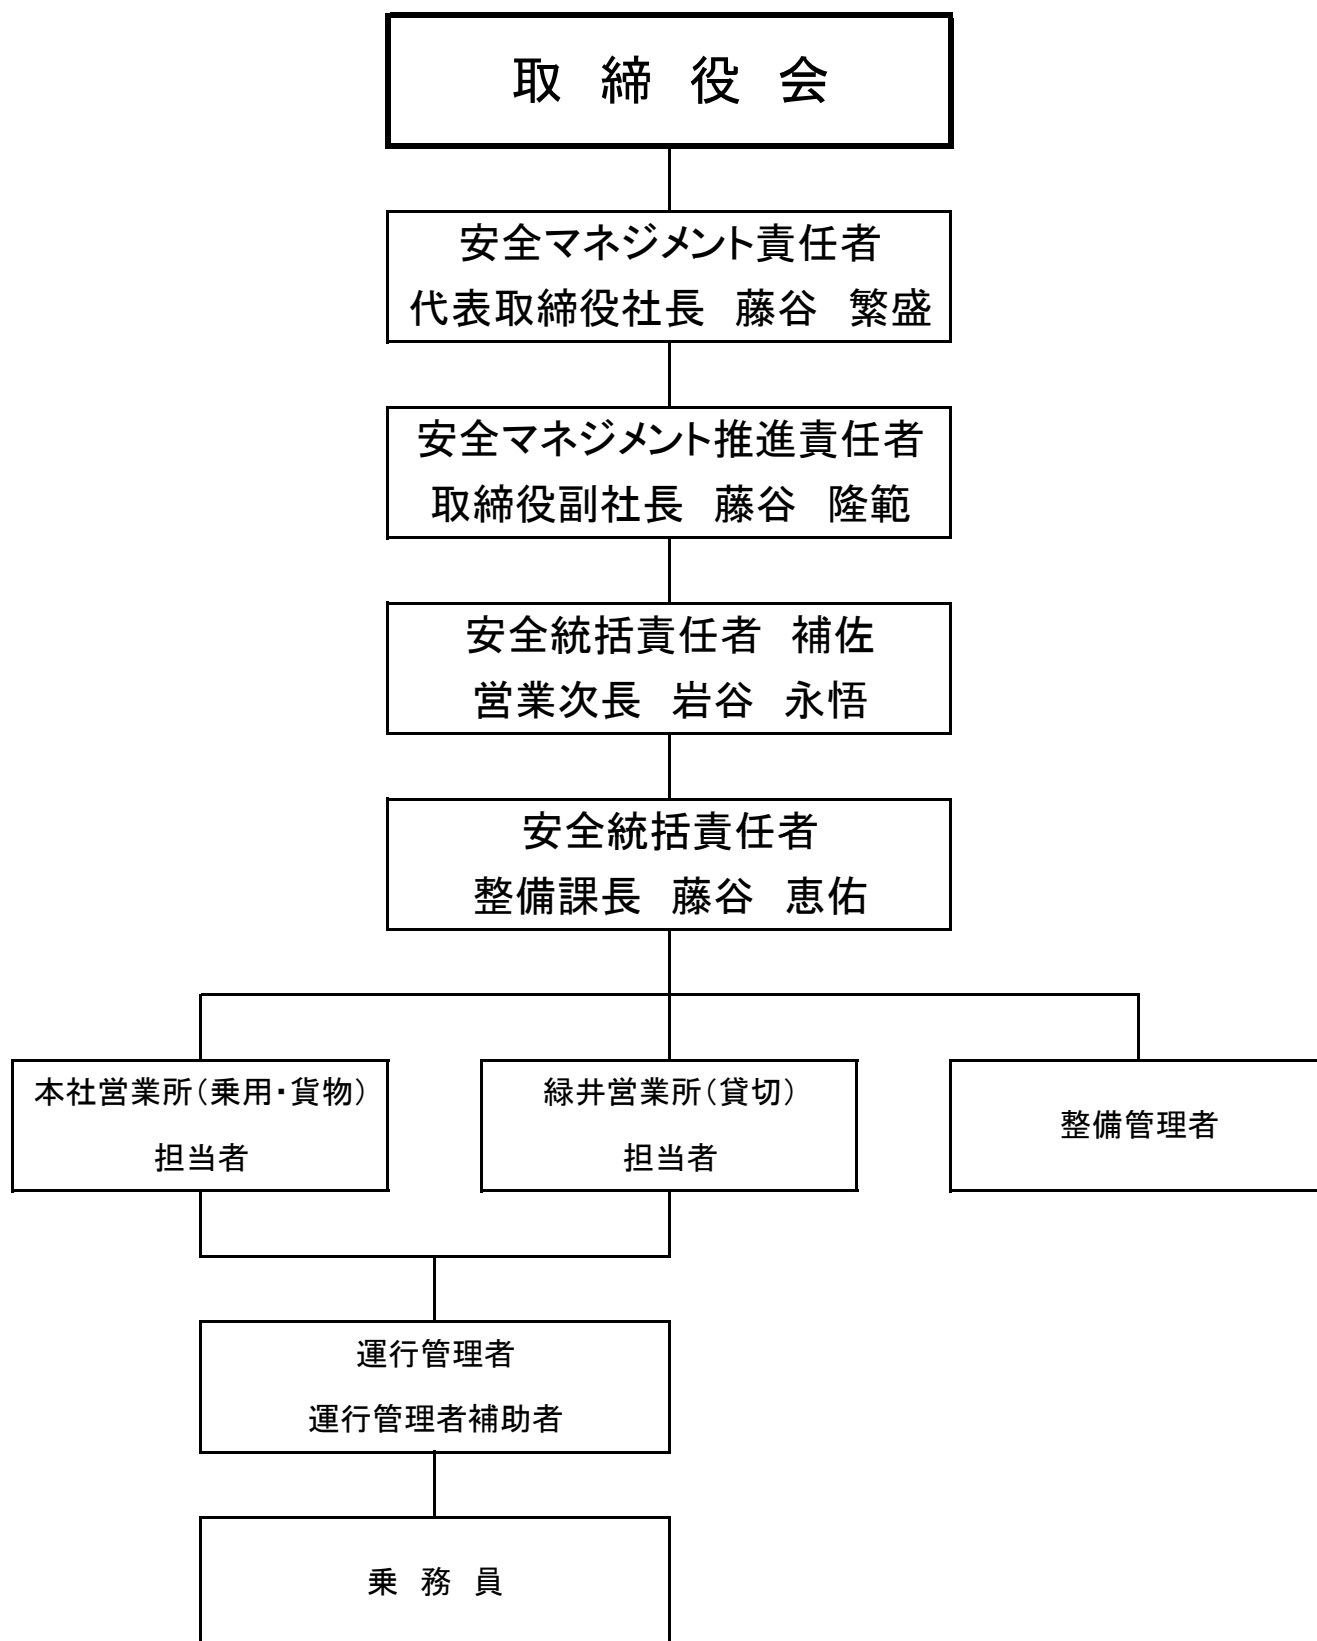 取 締 役 会
安全マネジメント責任者
代表取締役社長　藤谷　繁盛
安全マネジメント推進責任者
取締役副社長　藤谷　隆範
安全統括責任者　補佐
営業次長　岩谷　永悟
安全統括責任者
整備課長　藤谷　恵佑
本社営業所（乗用・貨物）
担当者
緑井営業所（貸切）
担当者
整備管理者
運行管理者
運行管理者補助者
乗 務 員